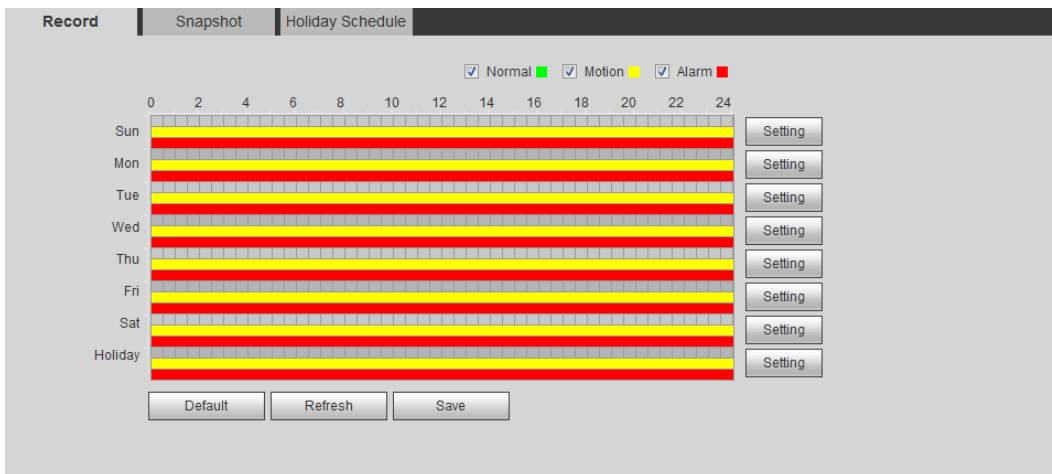 Record Snapshot Holiday Schedule
Normal Motion Alarm
0 2 4 6 8 10 12 14 16 18 20 22 24
Sun Setting
Mon Setting
Tue Setting
Wed Setting
Thu Setting
Fri Setting
Sat Setting
Holiday Setting
Default Refresh Save